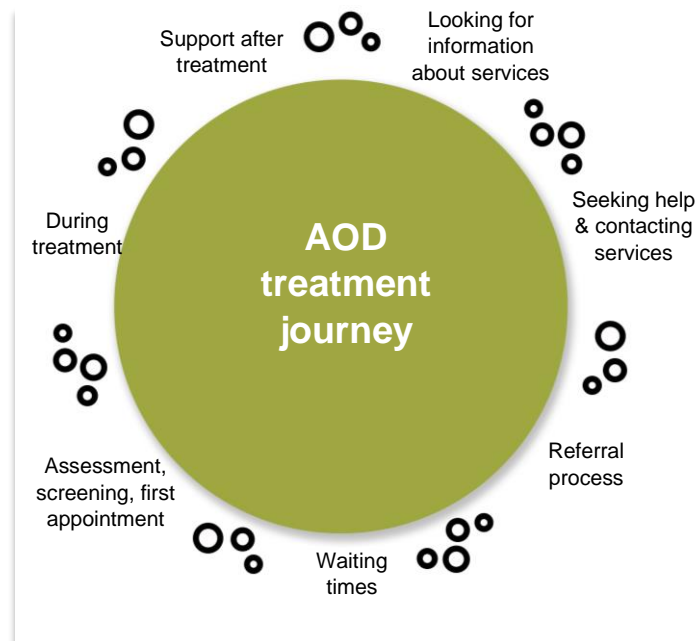 Support after
treatment
Looking for
information
about services
Seeking help
& contacting
services
Referral
process
Waiting
times
Assessment,
screening, first
appointment
During
treatment
AOD
treatment
journey